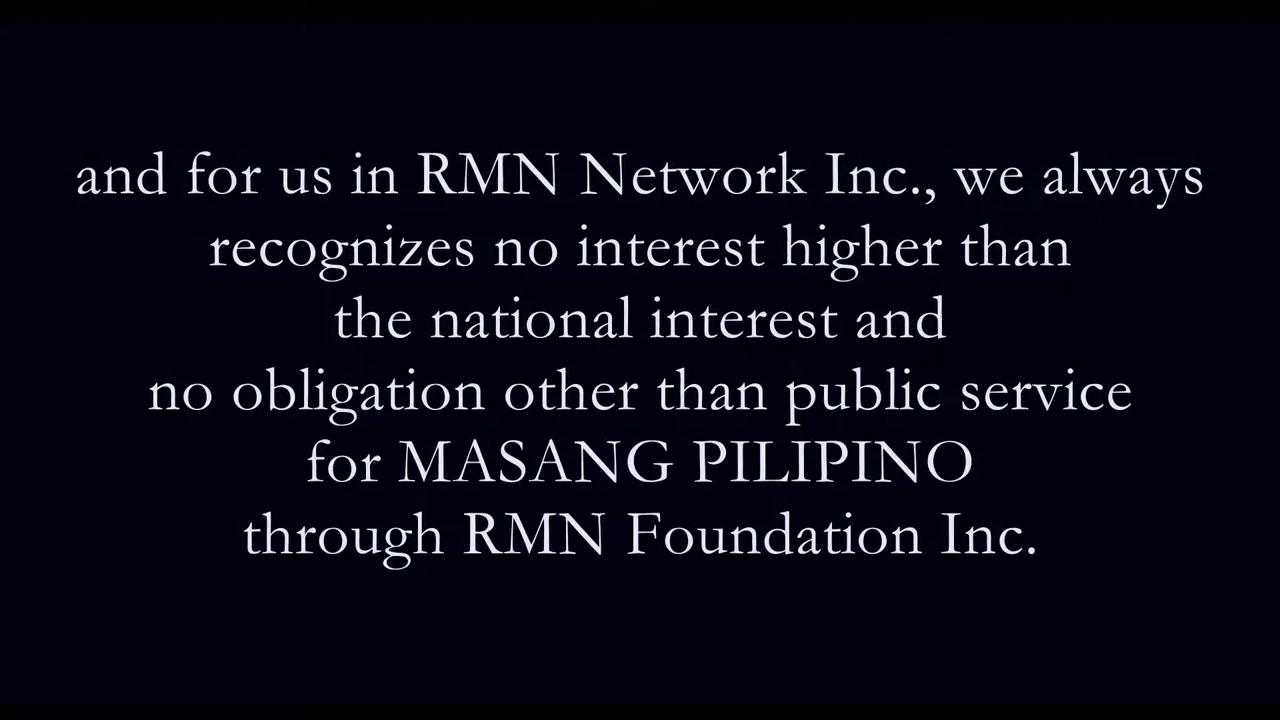 and for us in RMN Network Inc., we always
recognizes no interest higher than
the national interest and
no obligation other than public service
for MASANG PILIPINO
through RMN Foundation Inc.